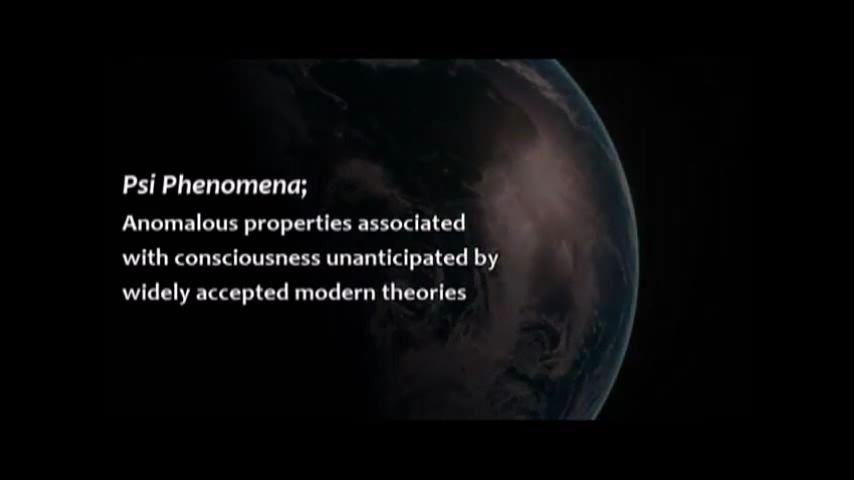 Psi Phenomena;
Anomalous properties associated
with consciousness unanticipated by
widely accepted modern theories